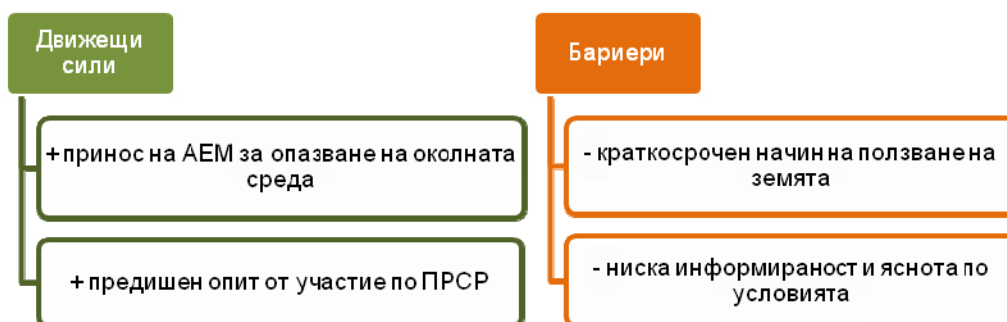 Движещи
сили
+ принос на АЕМ за опазване на околната
среда
+ предишен опит от участие по ПРСР
Бариери
- краткосрочен начин на ползване на
земята
- ниска информираност и яснота по
условията